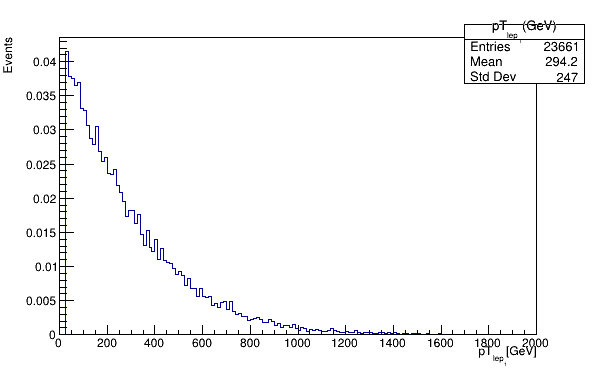 pT_lep_1 (GeV)
Entries 23661
Mean 294.2
Std Dev 247
Events
0.04
0.035
0.03
0.025
0.02
0.015
0.01
0.005
0
0 200 400 600 800 1000 1200 1400 1600 1800 2000
pT_lep_1 [GeV]